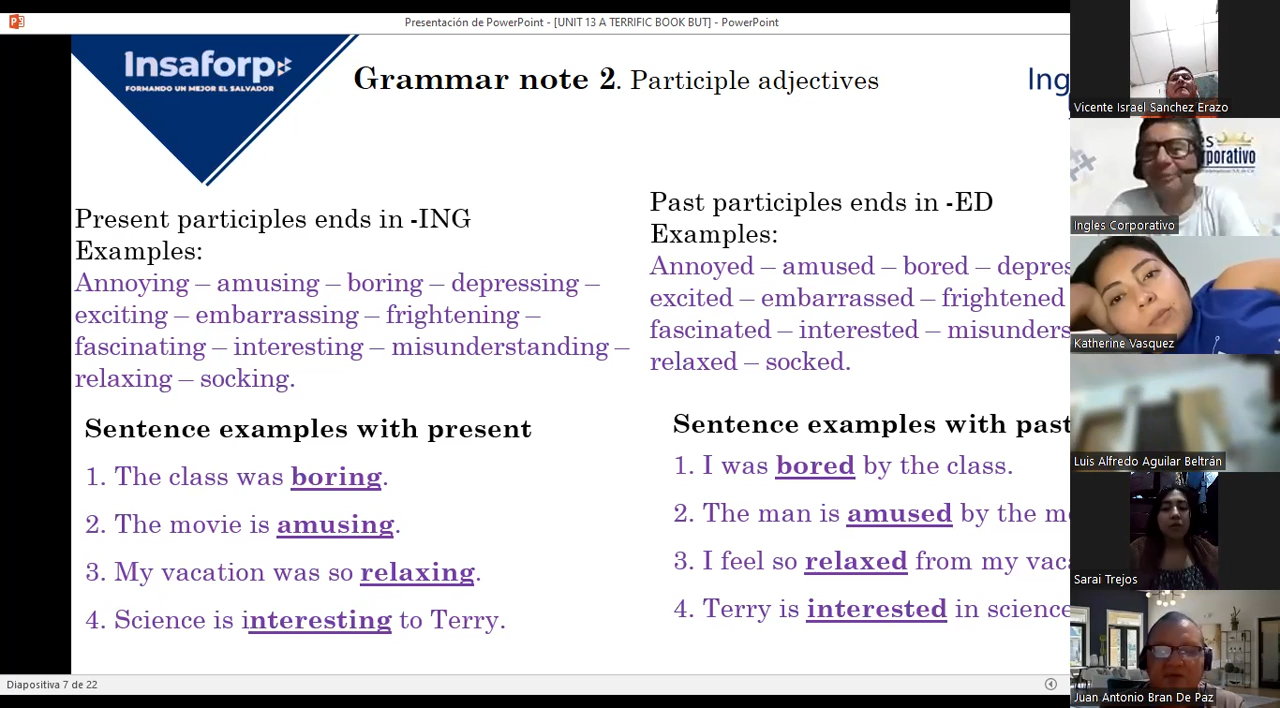 Presentación de PowerPoint - [UNIT 13 A TERRIFIC BOOK BUT] - PowerPoint
Insaforp
FORMANDO UN MEJOR EL SALVADOR
Grammar note 2. Participle adjectives
Ing
Present participles ends in -ING
Examples:
Annoying – amusing – boring – depressing –
exciting – embarrassing – frightening –
fascinating – interesting – misunderstanding –
relaxing – socking.
Sentence examples with present
1. The class was boring.
2. The movie is amusing.
3. My vacation was so relaxing.
4. Science is interesting to Terry.
Past participles ends in -ED
Examples:
Annoyed – amused – bored – depres
excited – embarrassed – frightened
fascinated – interested – misunders
relaxed – socked.
Sentence examples with past
1. I was bored by the class.
2. The man is amused by the m
3. I feel so relaxed from my vaca
4. Terry is interested in science
Diapositiva 7 de 22
Vicente Israel Sanchez Erazo
es
rporativo
Ingles Corporativo
Katherine Vasquez
Luis Alfredo Aguilar Beltrán
Sarai Trejos
Juan Antonio Bran De Paz